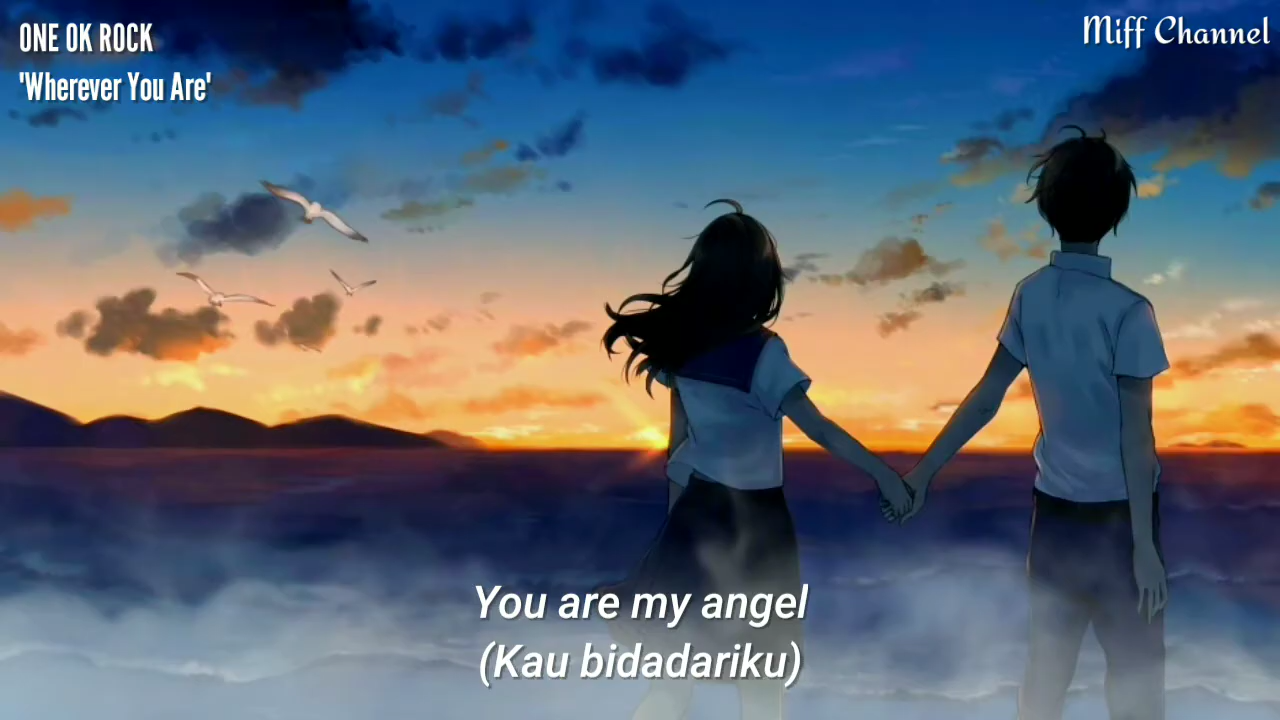 ONE OK ROCK
'Wherever You Are'
Miff Channel
You are my angel
(Kau bidadariku)